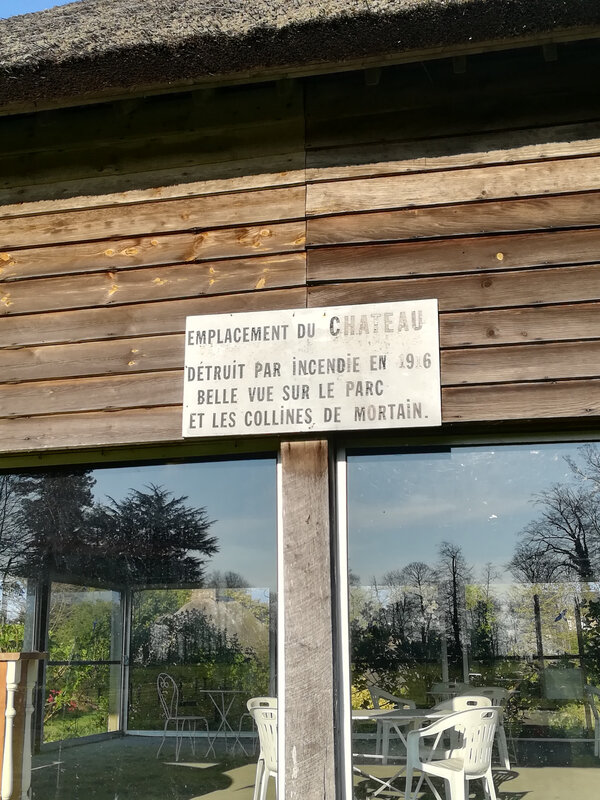 EMPLACEMENT DU CHATEAU
DÉTRUIT PAR INCENDIE EN
BELLE VUE SUR LE PARC
ET LES COLLINES DE MORTAIN.